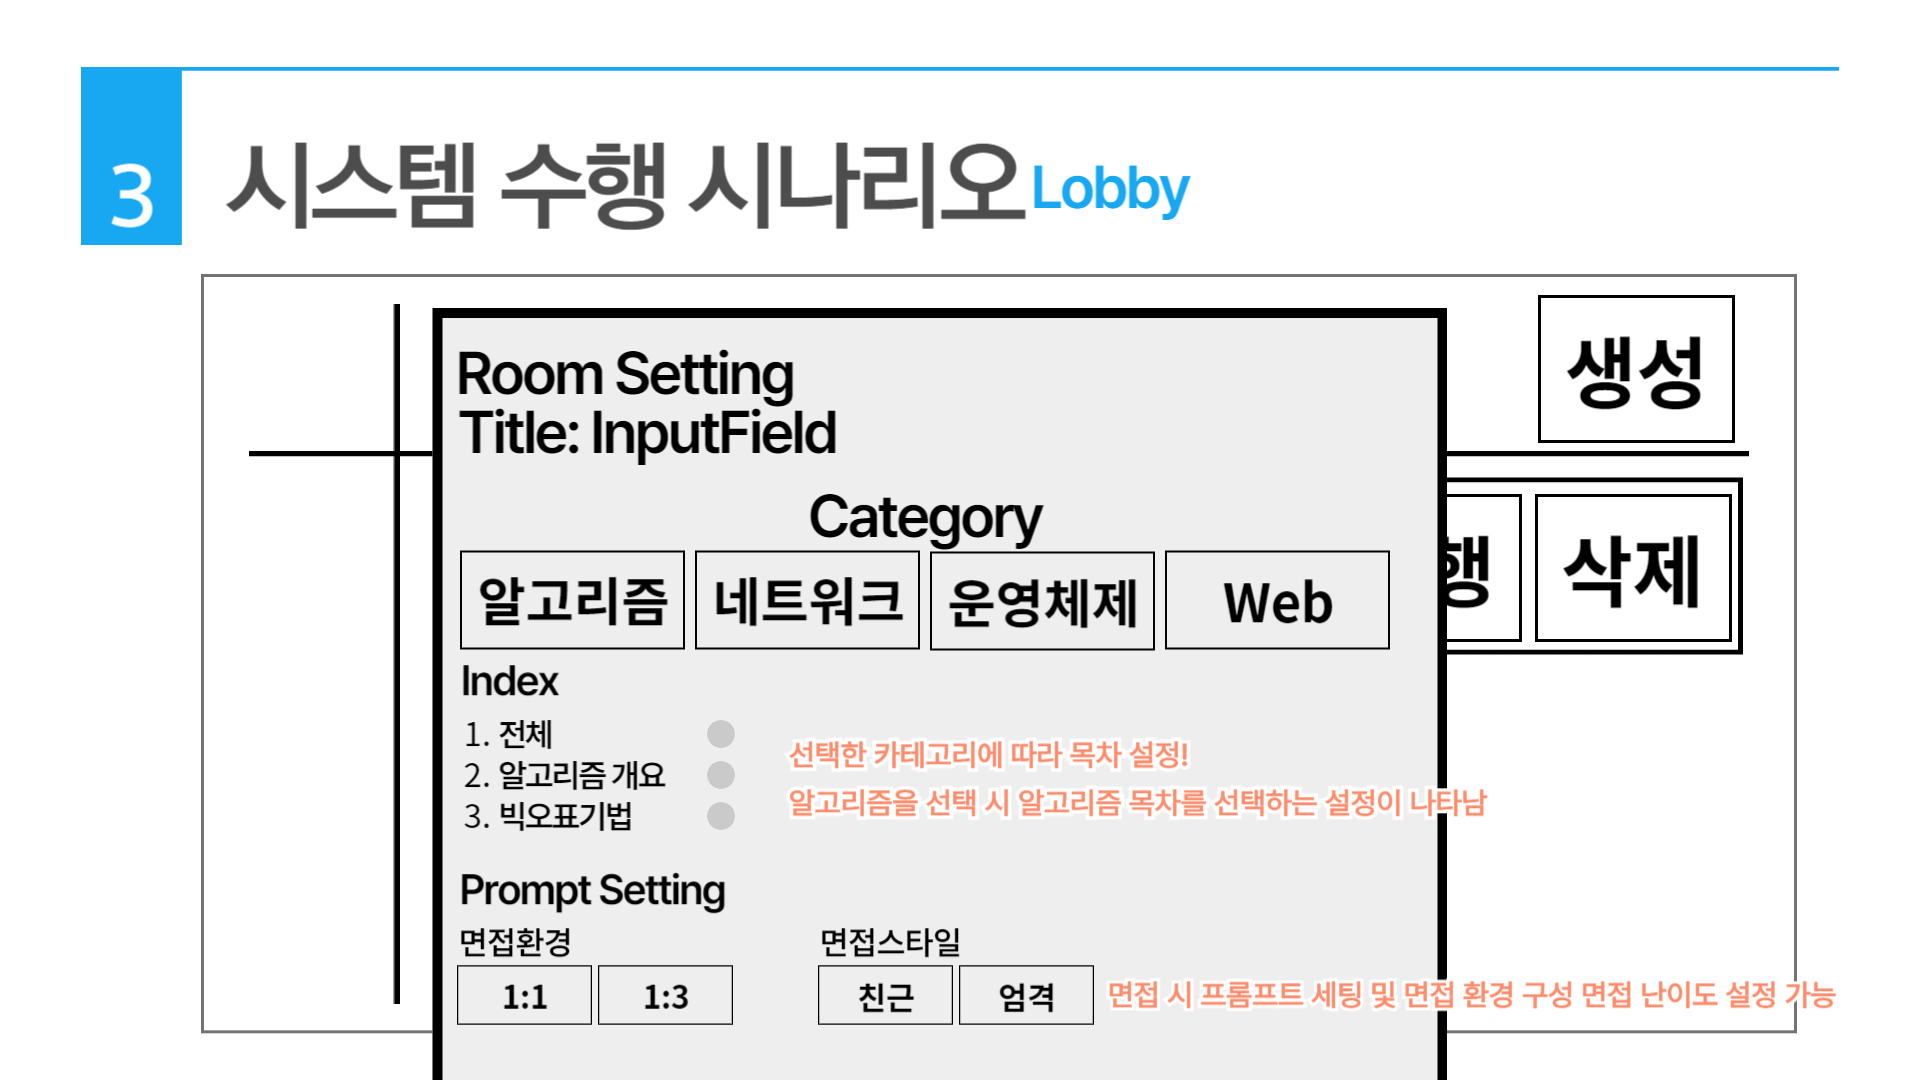 3
시스템 수행 시나리오 Lobby
생성
Room Setting
Title: InputField
Category
알고리즘 네트워크 운영체제 Web
행 삭제
Index
1. 전체
2. 알고리즘 개요
3. 빅오표기법
선택한 카테고리에 따라 목차 설정!
알고리즘을 선택 시 알고리즘 목차를 선택하는 설정이 나타남
Prompt Setting
면접환경 면접스타일
1:1 1:3 친근 엄격
면접 시 프롬프트 세팅 및 면접 환경 구성 면접 난이도 설정 가능